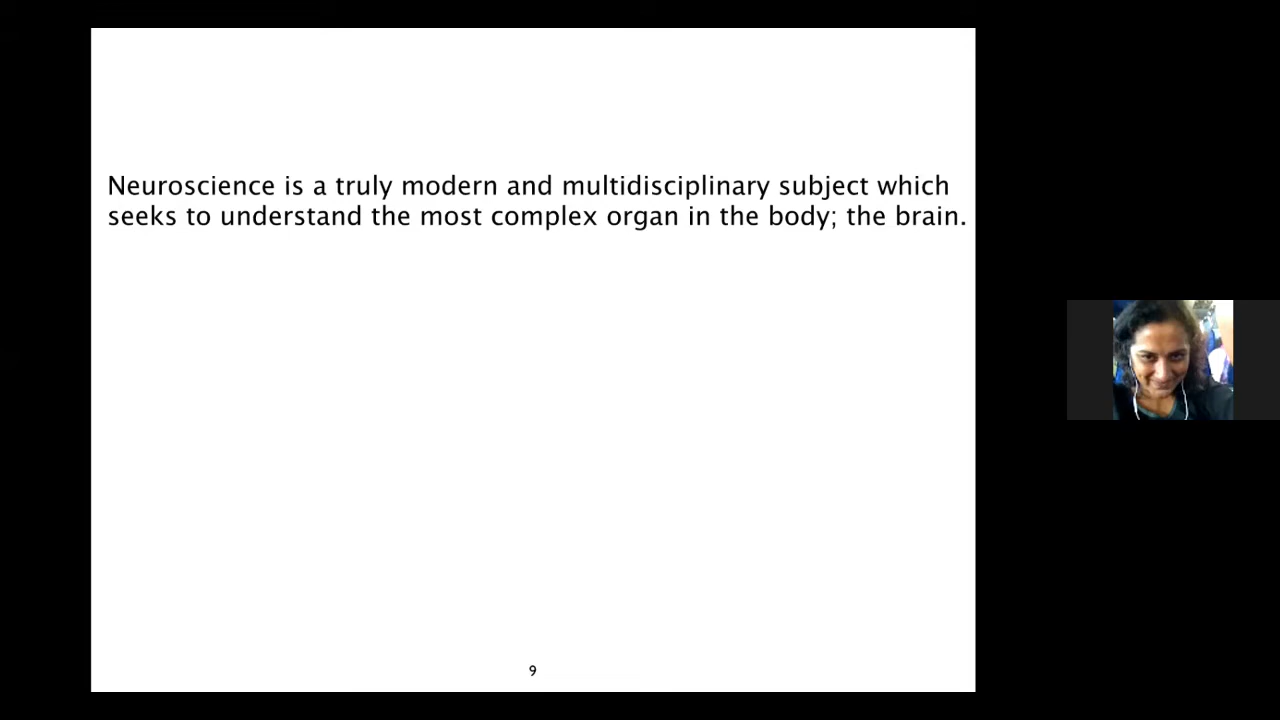 Neuroscience is a truly modern and multidisciplinary subject which
seeks to understand the most complex organ in the body; the brain.
9